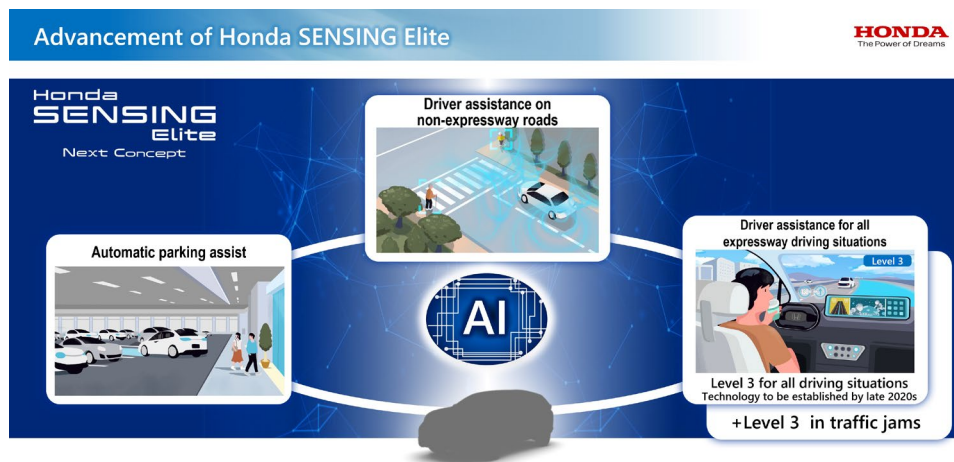 Advancement of Honda SENSING Elite
HONDA
The Power of Dreams
Honda
SENSING
Elite
Next Concept
Driver assistance on
non-expressway roads
Automatic parking assist
Driver assistance for all
expressway driving situations
Level 3
AI
Level 3 for all driving situations
Technology to be established by late 2020s
+Level 3 in traffic jams